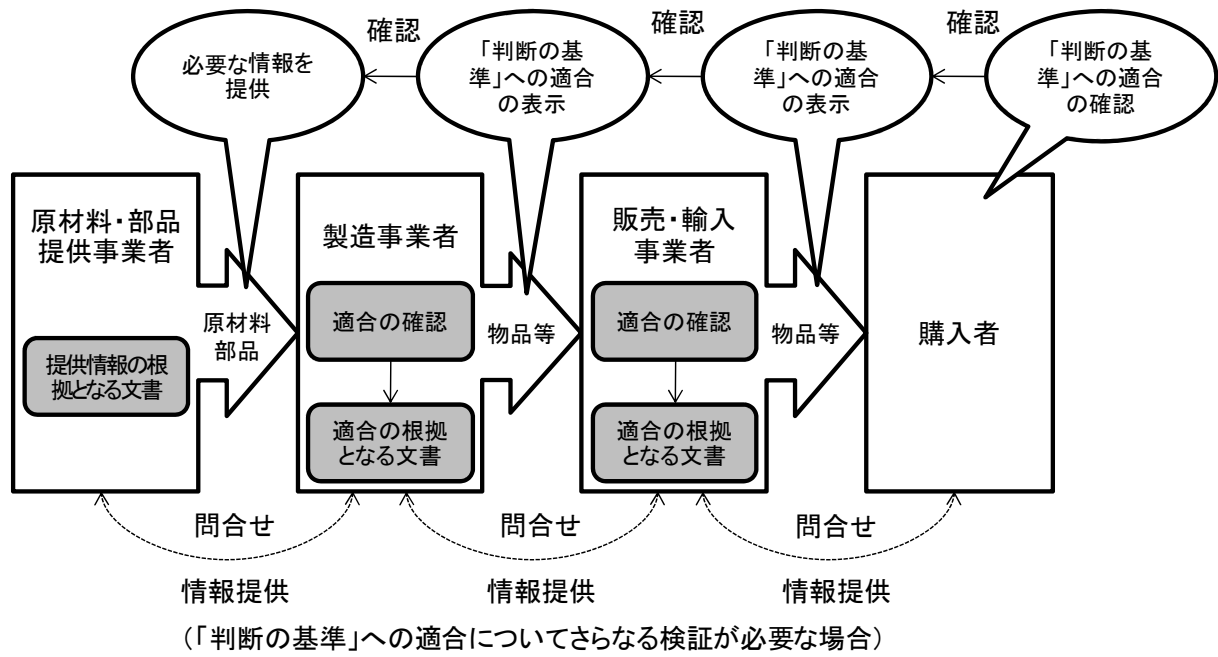 確認
確認
確認
必要な情報を
提供
「判断の基
準」への適合
の表示
「判断の基
準」への適合
の表示
「判断の基
準」への適合
の確認
原材料・部品
提供事業者
提供情報の根
拠となる文書
原材料
部品
製造事業者
適合の確認
適合の根拠
となる文書
物品等
販売・輸入
事業者
適合の確認
適合の根拠
となる文書
物品等
購入者
問合せ
問合せ
問合せ
情報提供
情報提供
情報提供
(「判断の基準」への適合についてさらなる検証が必要な場合)